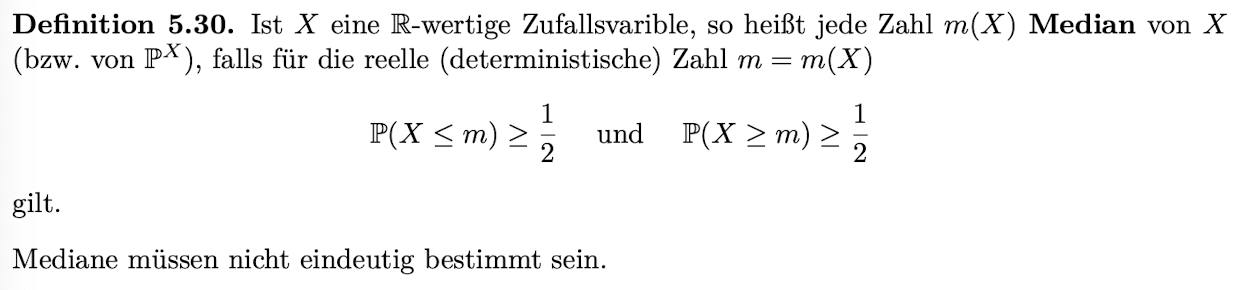 Definition 5.30. Ist X eine ℝ-wertige Zufallsvarible, so heißt jede Zahl m(X) Median von X
(bzw. von ℙ^X), falls für die reelle (deterministische) Zahl m = m(X)
ℙ(X ≤ m) ≥ 1/2 und ℙ(X ≥ m) ≥ 1/2
gilt.
Mediane müssen nicht eindeutig bestimmt sein.